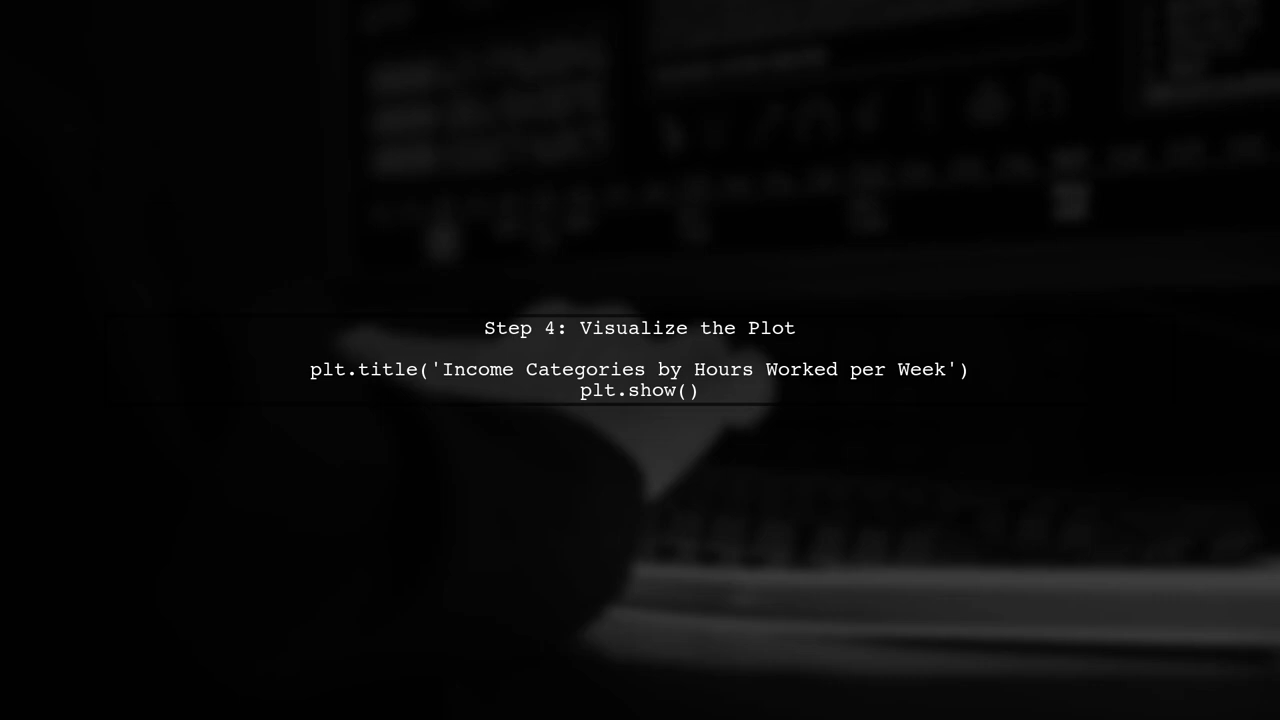 Step 4: Visualize the Plot
plt.title('Income Categories by Hours Worked per Week')
plt.show()